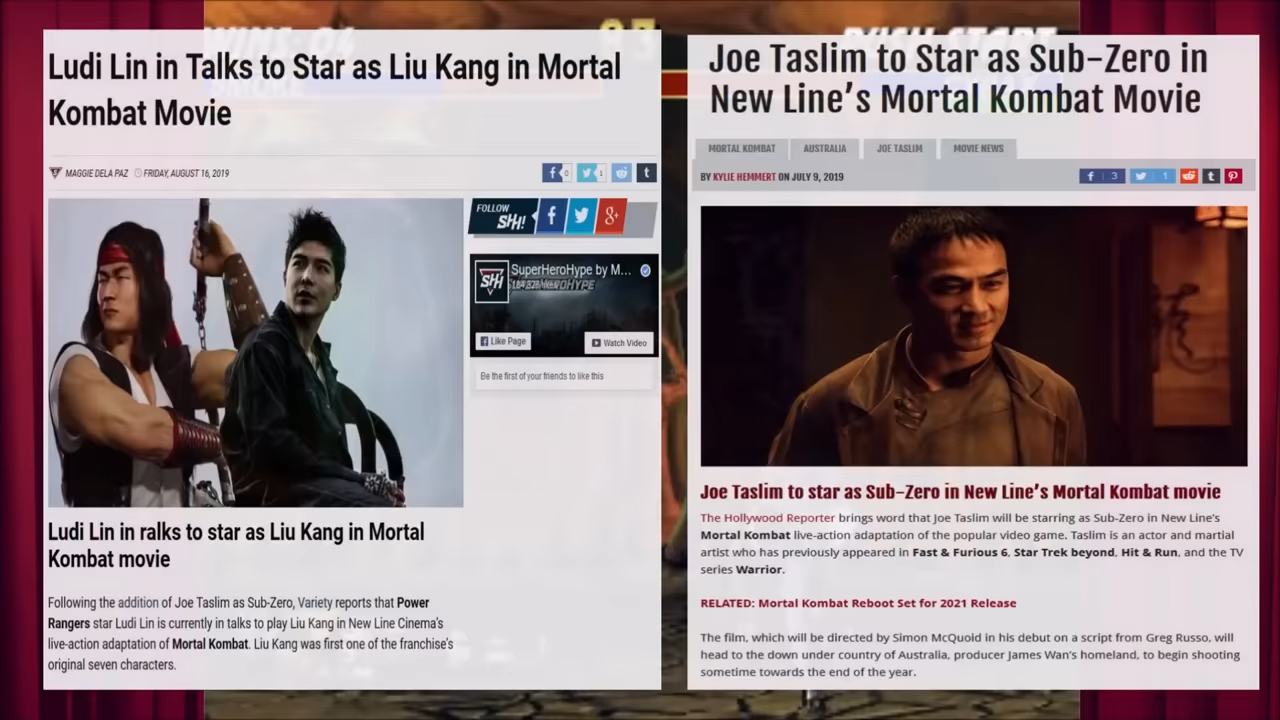 Ludi Lin in Talks to Star as Liu Kang in Mortal
Kombat Movie
MAGGIE DELA PAZ FRIDAY, AUGUST 16, 2019
0
1
FOLLOW
SHH!
SHH
SuperHeroHype by M...
Like Page
Watch Video
Be the first of your friends to like this
Ludi Lin in ralks to star as Liu Kang in Mortal
Kombat movie
Following the addition of Joe Taslim as Sub-Zero, Variety reports that Power
Rangers star Ludi Lin is currently in talks to play Liu Kang in New Line Cinema's
live-action adaptation of Mortal Kombat. Liu Kang was first one of the franchise's
original seven characters.
Joe Taslim to Star as Sub-Zero in
New Line's Mortal Kombat Movie
MORTAL KOMBAT AUSTRALIA JOE TASLIM MOVIE NEWS
BY KYLIE HEMMERT ON JULY 9, 2019
3
1
Joe Taslim to star as Sub-Zero in New Line's Mortal Kombat movie
The Hollywood Reporter brings word that Joe Taslim will be starring as Sub-Zero in New Line's
Mortal Kombat live-action adaptation of the popular video game. Taslim is an actor and martial
artist who has previously appeared in Fast & Furious 6, Star Trek beyond, Hit & Run, and the TV
series Warrior.
RELATED: Mortal Kombat Reboot Set for 2021 Release
The film, which will be directed by Simon McQuoid in his debut on a script from Greg Russo, will
head to the down under country of Australia, producer James Wan's homeland, to begin shooting
sometime towards the end of the year.